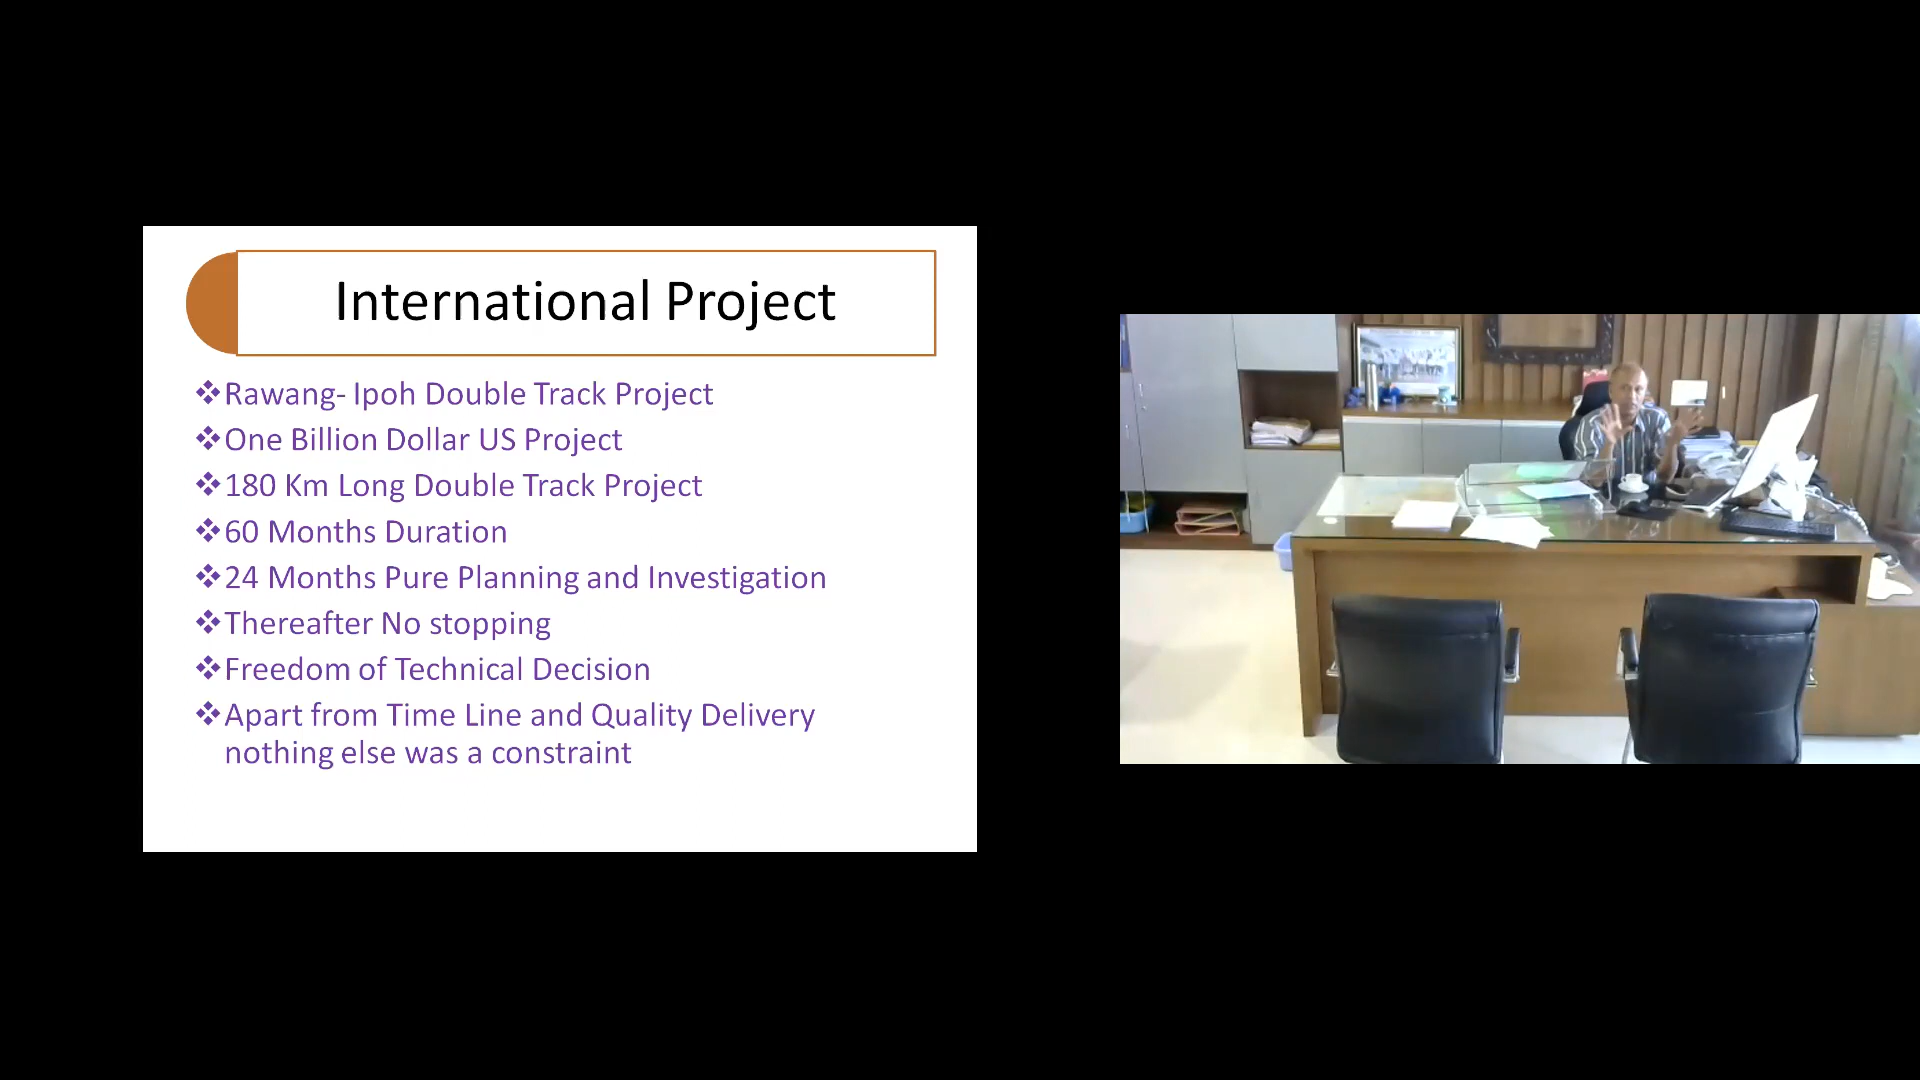 International Project
❖Rawang- Ipoh Double Track Project
❖One Billion Dollar US Project
❖180 Km Long Double Track Project
❖60 Months Duration
❖24 Months Pure Planning and Investigation
❖Thereafter No stopping
❖Freedom of Technical Decision
❖Apart from Time Line and Quality Delivery
nothing else was a constraint